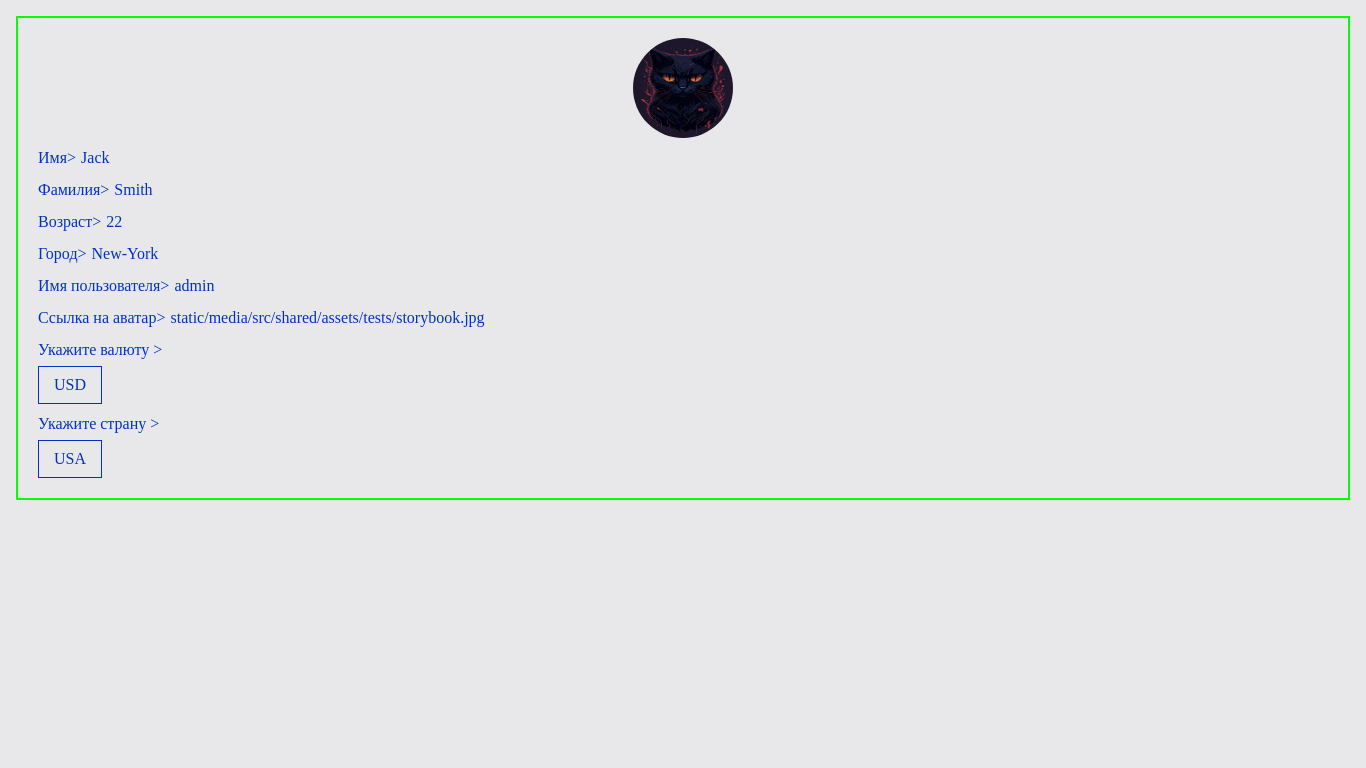 Имя> Jack
Фамилия> Smith
Возраст> 22
Город> New-York
Имя пользователя> admin
Ссылка на аватар> static/media/src/shared/assets/tests/storybook.jpg
Укажите валюту >
USD
Укажите страну >
USA